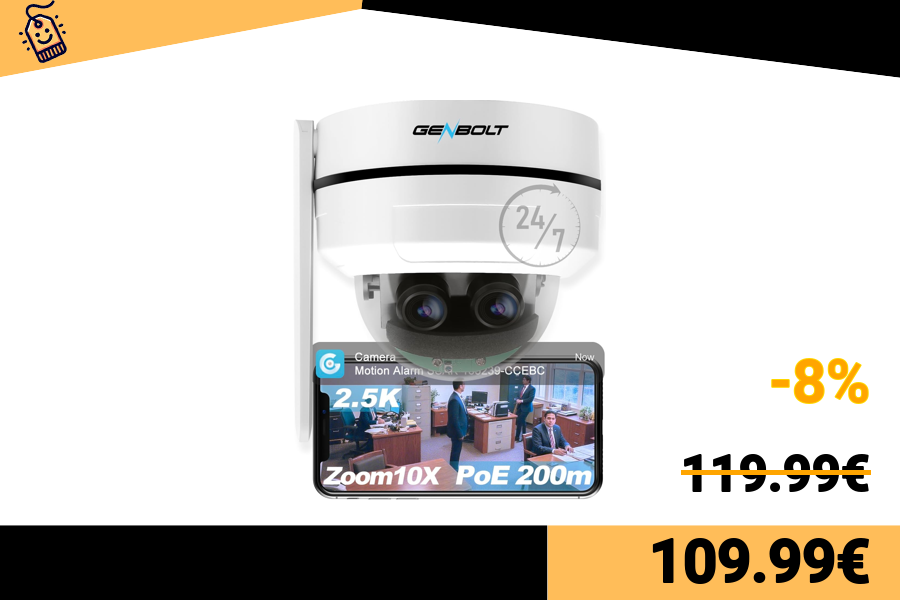 GENBOLT
24/7
Camera
Now
Motion Alarm
2.5K
Zoom10X PoE 200m
-8%
119.99€
109.99€